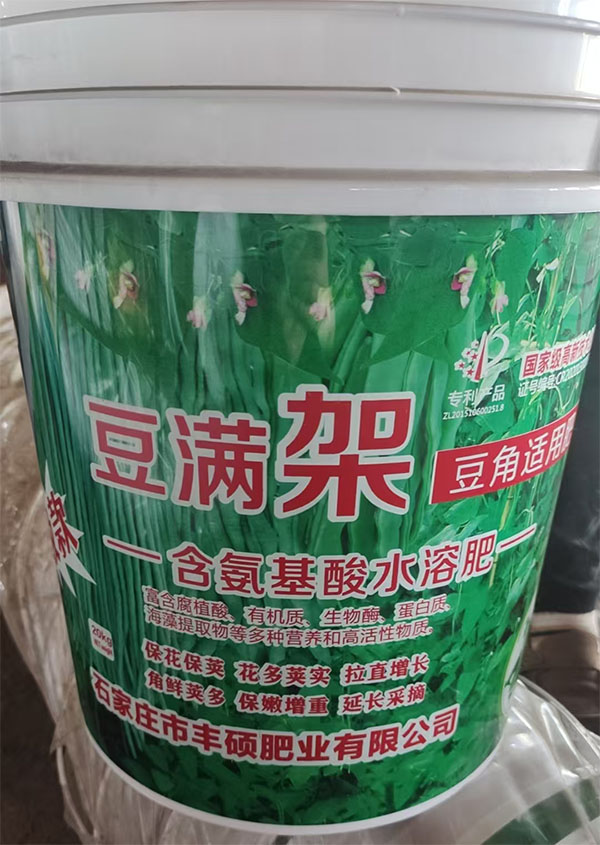 国家级高新技
专利产品
ZL201510600251.8
豆满架
豆角适用
款
含氨基酸水溶肥
富含腐植酸、有机质、生物酶、蛋白质、
海藻提取物等多种营养和高活性物质。
20kg
保花保荚 花多荚实 拉直增长
角鲜荚多 保嫩增重 延长采摘
石家庄市丰硕肥业有限公司